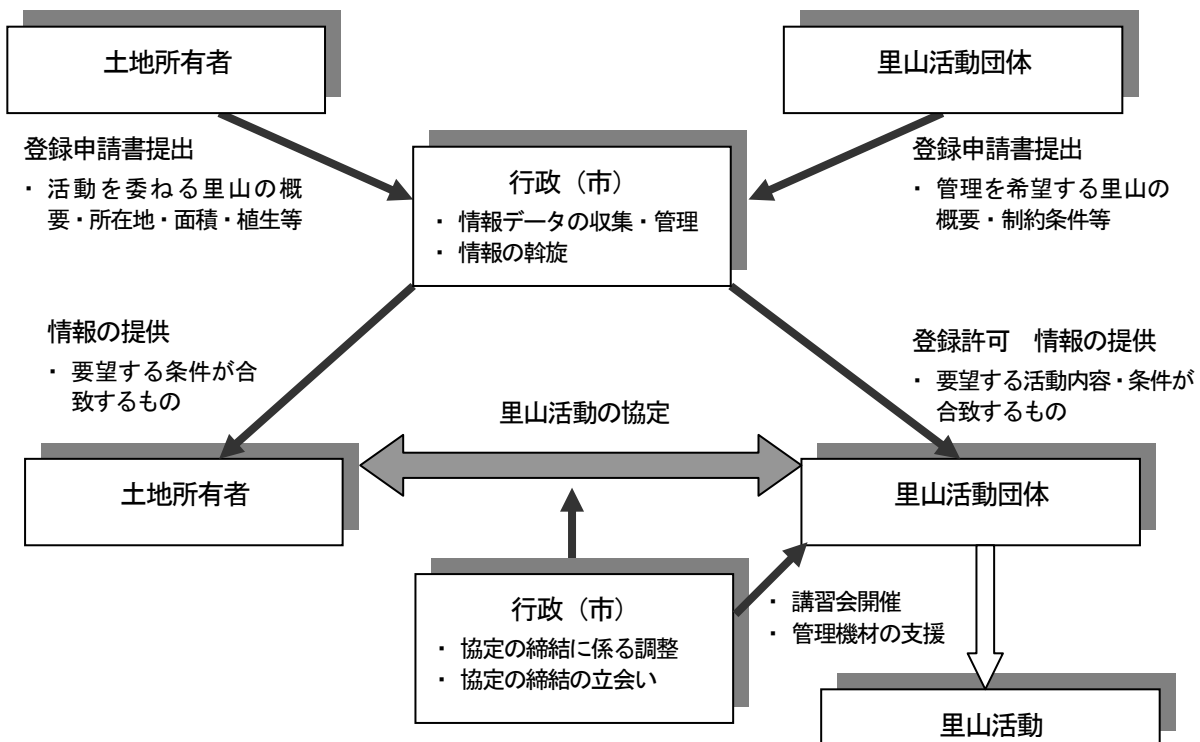 土地所有者
里山活動団体
登録申請書提出
・ 活動を委ねる里山の概
要・所在地・面積・植生等
行政（市）
・ 情報データの収集・管理
・ 情報の斡旋
登録申請書提出
・ 管理を希望する里山の
概要・制約条件等
情報の提供
・ 要望する条件が合
致するもの
登録許可　情報の提供
・ 要望する活動内容・条件が
合致するもの
里山活動の協定
土地所有者
里山活動団体
行政（市）
・ 協定の締結に係る調整
・ 協定の締結の立会い
・ 講習会開催
・ 管理機材の支援
里山活動